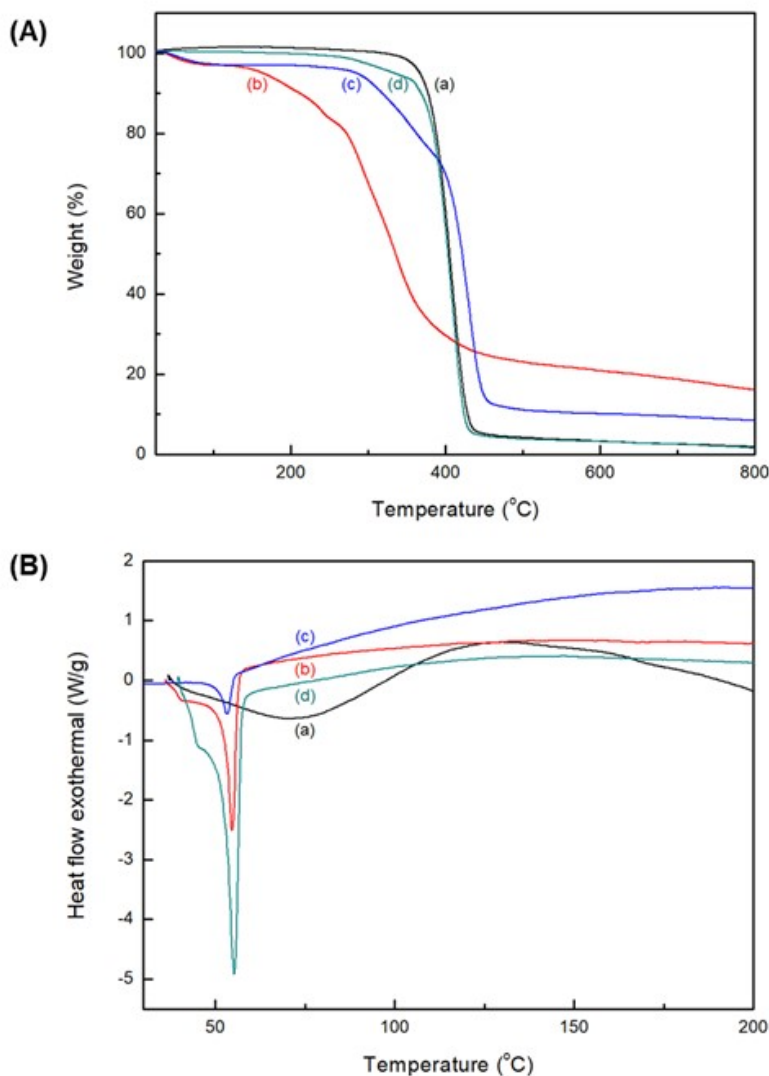 (A)
100
80
60
40
20
0
Weight (%)
(a)
(b)
(c)
(d)
200
400
600
800
Temperature (°C)
(B)
2
1
0
-1
-2
-3
-4
-5
Heat flow exothermal (W/g)
(c)
(b)
(d)
(a)
50
100
150
200
Temperature (°C)